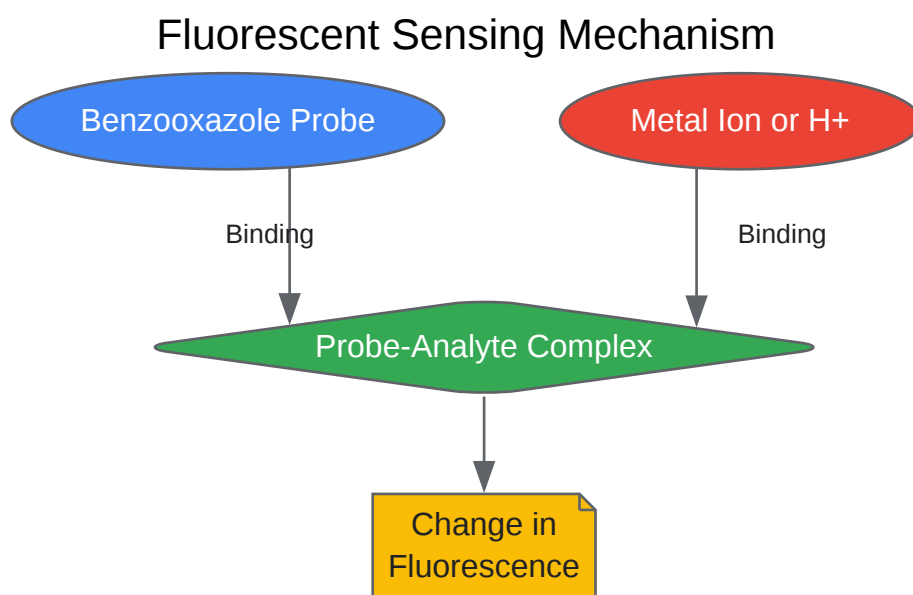 Fluorescent Sensing Mechanism
Benzooxazole Probe
Metal Ion or H+
Binding
Binding
Probe-Analyte Complex
Change in
Fluorescence